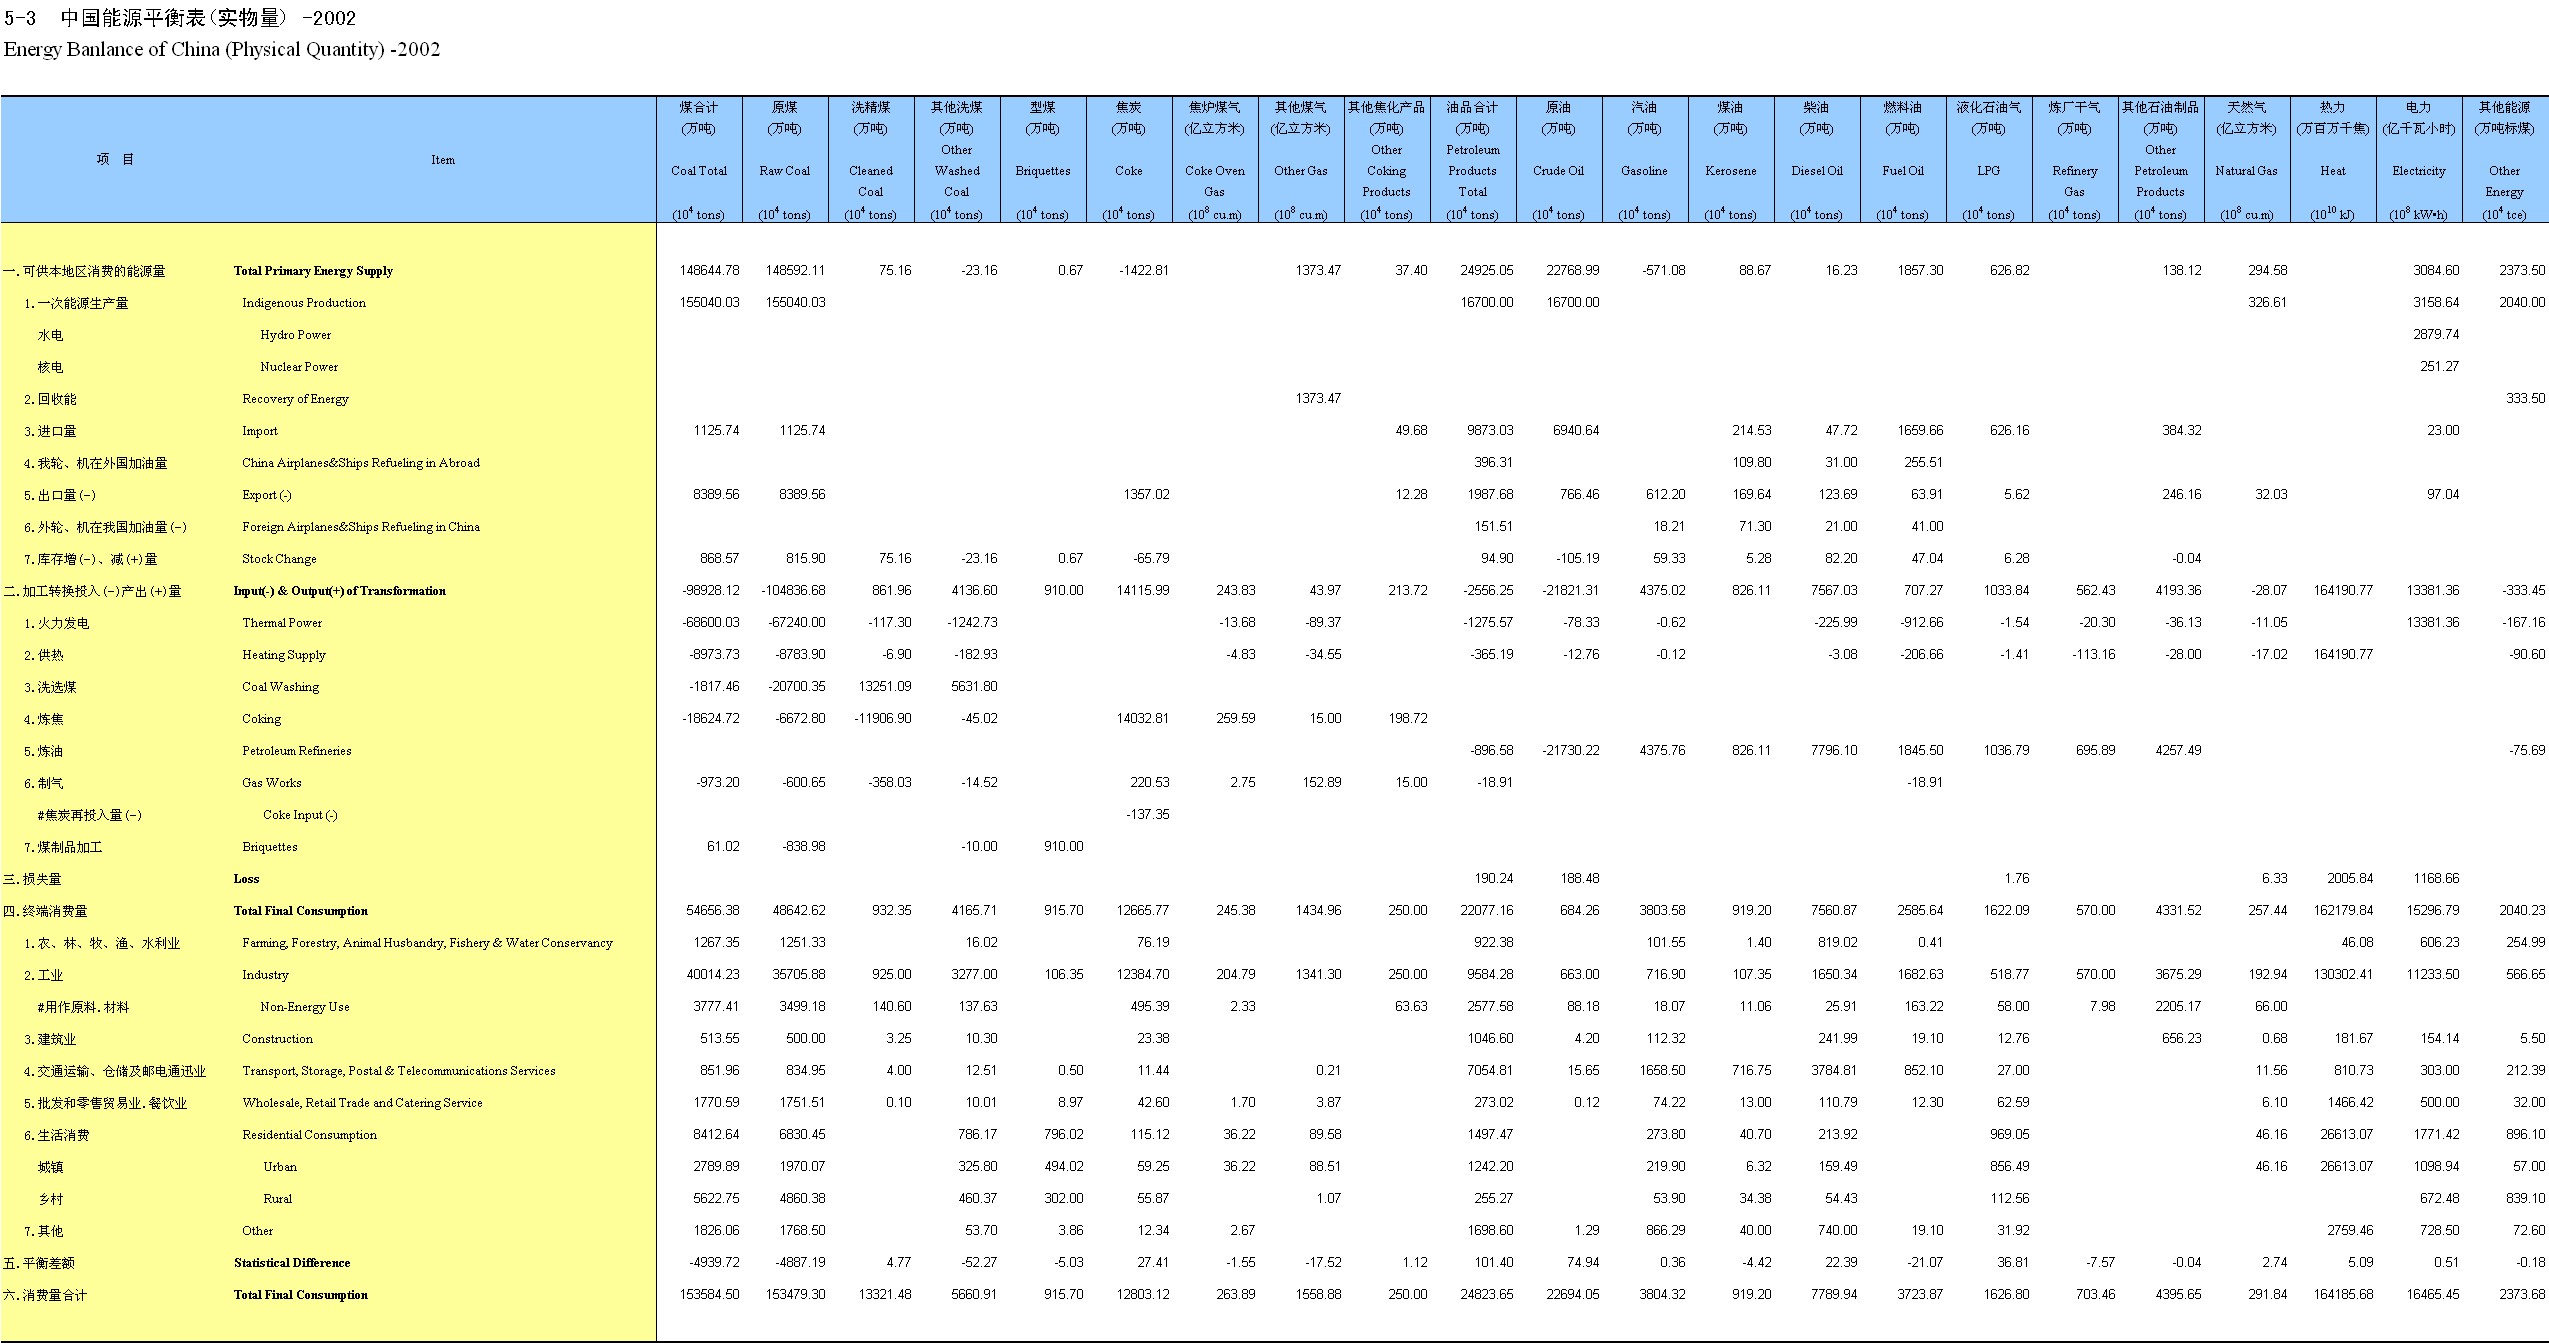 5-3 中国能源平衡表(实物量) -2002
Energy Banlance of China (Physical Quantity) -2002
煤合计 原煤 洗精煤 其他洗煤 型煤 焦炭 焦炉煤气 其他煤气 其他焦化产品 油品合计 原油 汽油 煤油 柴油 燃料油 液化石油气 炼厂干气 其他石油制品 天然气 热力 电力 其他能源
(万吨) (万吨) (万吨) (万吨) (万吨) (万吨) (亿立方米) (亿立方米) (万吨) (万吨) (万吨) (万吨) (万吨) (万吨) (万吨) (万吨) (万吨) (万吨) (亿立方米) (万百万千焦) (亿千瓦小时) (万吨标煤)
Other Other Petroleum Other
项 目 Item Coal Total Raw Coal Cleaned Washed Briquettes Coke Coke Oven Other Gas Coking Products Crude Oil Gasoline Kerosene Diesel Oil Fuel Oil LPG Refinery Petroleum Natural Gas Heat Electricity Other
Coal Coal Gas Products Total Gas Products Energy
(10⁴ tons) (10⁴ tons) (10⁴ tons) (10⁴ tons) (10⁴ tons) (10⁴ tons) (10⁸ cu.m) (10⁸ cu.m) (10⁴ tons) (10⁴ tons) (10⁴ tons) (10⁴ tons) (10⁴ tons) (10⁴ tons) (10⁴ tons) (10⁴ tons) (10⁴ tons) (10⁴ tons) (10⁸ cu.m) (10¹⁰ kJ) (10⁸ kW•h) (10⁴ tce)
一.可供本地区消费的能源量 Total Primary Energy Supply 148644.78 148592.11 75.16 -23.16 0.67 -1422.81 1373.47 37.40 24925.05 22768.99 -571.08 88.67 16.23 1857.30 626.82 138.12 294.58 3084.60 2373.50
1.一次能源生产量 Indigenous Production 155040.03 155040.03 16700.00 16700.00 326.61 3158.64 2040.00
水电 Hydro Power 2879.74
核电 Nuclear Power 251.27
2.回收能 Recovery of Energy 1373.47 333.50
3.进口量 Import 1125.74 1125.74 49.68 9873.03 6940.64 214.53 47.72 1659.66 626.16 384.32 23.00
4.我轮、机在外国加油量 China Airplanes&Ships Refueling in Abroad 396.31 109.80 31.00 255.51
5.出口量(-) Export (-) 8389.56 8389.56 1357.02 12.28 1987.68 766.46 612.20 169.64 123.69 63.91 5.62 246.16 32.03 97.04
6.外轮、机在我国加油量(-) Foreign Airplanes&Ships Refueling in China 151.51 18.21 71.30 21.00 41.00
7.库存增(-)、减(+)量 Stock Change 868.57 815.90 75.16 -23.16 0.67 -65.79 94.90 -105.19 59.33 5.28 82.20 47.04 6.28 -0.04
二.加工转换投入(-)产出(+)量 Input(-) & Output(+) of Transformation -98928.12 -104836.68 861.96 4136.60 910.00 14115.99 243.83 43.97 213.72 -2556.25 -21821.31 4375.02 826.11 7567.03 707.27 1033.84 562.43 4193.36 -28.07 164190.77 13381.36 -333.45
1.火力发电 Thermal Power -68600.03 -67240.00 -117.30 -1242.73 -13.68 -89.37 -1275.57 -78.33 -0.62 -225.99 -912.66 -1.54 -20.30 -36.13 -11.05 13381.36 -167.16
2.供热 Heating Supply -8973.73 -8783.90 -6.90 -182.93 -4.83 -34.55 -365.19 -12.76 -0.12 -3.08 -206.66 -1.41 -113.16 -28.00 -17.02 164190.77 -90.60
3.洗选煤 Coal Washing -1817.46 -20700.35 13251.09 5631.80
4.炼焦 Coking -18624.72 -6672.80 -11906.90 -45.02 14032.81 259.59 15.00 198.72
5.炼油 Petroleum Refineries -896.58 -21730.22 4375.76 826.11 7796.10 1845.50 1036.79 695.89 4257.49 -75.69
6.制气 Gas Works -973.20 -600.65 -358.03 -14.52 220.53 2.75 152.89 15.00 -18.91 -18.91
#焦炭再投入量(-) Coke Input (-) -137.35
7.煤制品加工 Briquettes 61.02 -838.98 -10.00 910.00
三.损失量 Loss 190.24 188.48 1.76 6.33 2005.84 1168.66
四.终端消费量 Total Final Consumption 54656.38 48642.62 932.35 4165.71 915.70 12665.77 245.38 1434.96 250.00 22077.16 684.26 3803.58 919.20 7560.87 2585.64 1622.09 570.00 4331.52 257.44 162179.84 15296.79 2040.23
1.农、林、牧、渔、水利业 Farming, Forestry, Animal Husbandry, Fishery & Water Conservancy 1267.35 1251.33 16.02 76.19 922.38 101.55 1.40 819.02 0.41 46.08 606.23 254.99
2.工业 Industry 40014.23 35705.88 925.00 3277.00 106.35 12384.70 204.79 1341.30 250.00 9584.28 663.00 716.90 107.35 1650.34 1682.63 518.77 570.00 3675.29 192.94 130302.41 11233.50 566.65
#用作原料.材料 Non-Energy Use 3777.41 3499.18 140.60 137.63 495.39 2.33 63.63 2577.58 88.18 18.07 11.06 25.91 163.22 58.00 7.98 2205.17 66.00
3.建筑业 Construction 513.55 500.00 3.25 10.30 23.38 1046.60 4.20 112.32 241.99 19.10 12.76 656.23 0.68 181.67 154.14 5.50
4.交通运输、仓储及邮电通迅业 Transport, Storage, Postal & Telecommunications Services 851.96 834.95 4.00 12.51 0.50 11.44 0.21 7054.81 15.65 1658.50 716.75 3784.81 852.10 27.00 11.56 810.73 303.00 212.39
5.批发和零售贸易业.餐饮业 Wholesale, Retail Trade and Catering Service 1770.59 1751.51 0.10 10.01 8.97 42.60 1.70 3.87 273.02 0.12 74.22 13.00 110.79 12.30 62.59 6.10 1466.42 500.00 32.00
6.生活消费 Residential Consumption 8412.64 6830.45 786.17 796.02 115.12 36.22 89.58 1497.47 273.80 40.70 213.92 969.05 46.16 26613.07 1771.42 896.10
城镇 Urban 2789.89 1970.07 325.80 494.02 59.25 36.22 88.51 1242.20 219.90 6.32 159.49 856.49 46.16 26613.07 1098.94 57.00
乡村 Rural 5622.75 4860.38 460.37 302.00 55.87 1.07 255.27 53.90 34.38 54.43 112.56 672.48 839.10
7.其他 Other 1826.06 1768.50 53.70 3.86 12.34 2.67 1698.60 1.29 866.29 40.00 740.00 19.10 31.92 2759.46 728.50 72.60
五.平衡差额 Statistical Difference -4939.72 -4887.19 4.77 -52.27 -5.03 27.41 -1.55 -17.52 1.12 101.40 74.94 0.36 -4.42 22.39 -21.07 36.81 -7.57 -0.04 2.74 5.09 0.51 -0.18
六.消费量合计 Total Final Consumption 153584.50 153479.30 13321.48 5660.91 915.70 12803.12 263.89 1558.88 250.00 24823.65 22694.05 3804.32 919.20 7789.94 3723.87 1626.80 703.46 4395.65 291.84 164185.68 16465.45 2373.68